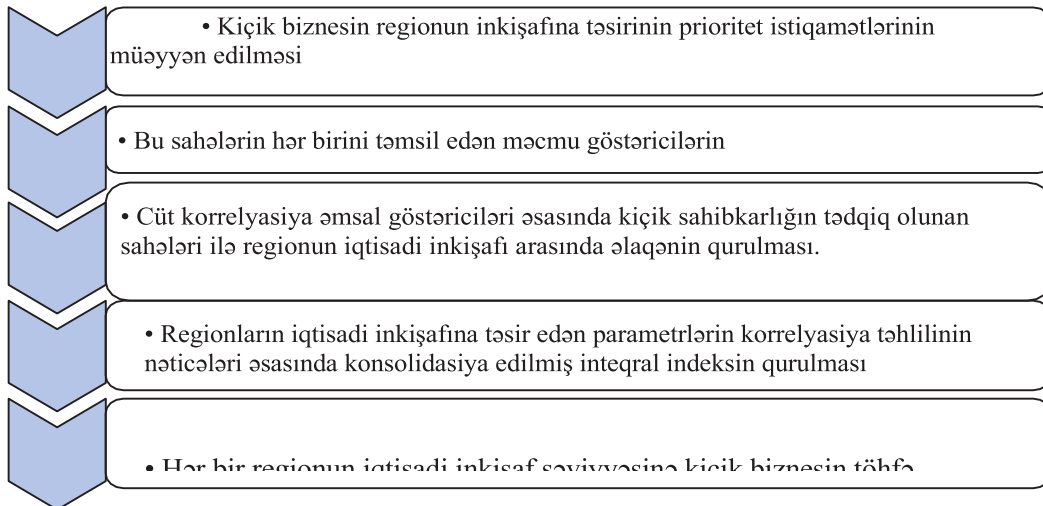 • Kiçik biznesin regionun inkişafına təsirinin prioritet istiqamətlərinin
müəyyən edilməsi
• Bu sahələrin hər birini təmsil edən məcmu göstəricilərin
• Cüt korrelyasiya əmsal göstəriciləri əsasında kiçik sahibkarlığın tədqiq olunan
sahələri ilə regionun iqtisadi inkişafı arasında əlaqənin qurulması.
• Regionların iqtisadi inkişafına təsir edən parametrlərin korrelyasiya təhlilinin
nəticələri əsasında konsolidasiya edilmiş inteqral indeksin qurulması
• Hər bir regionun iqtisadi inkişaf səviyyəsinə kiçik biznesin töhfə